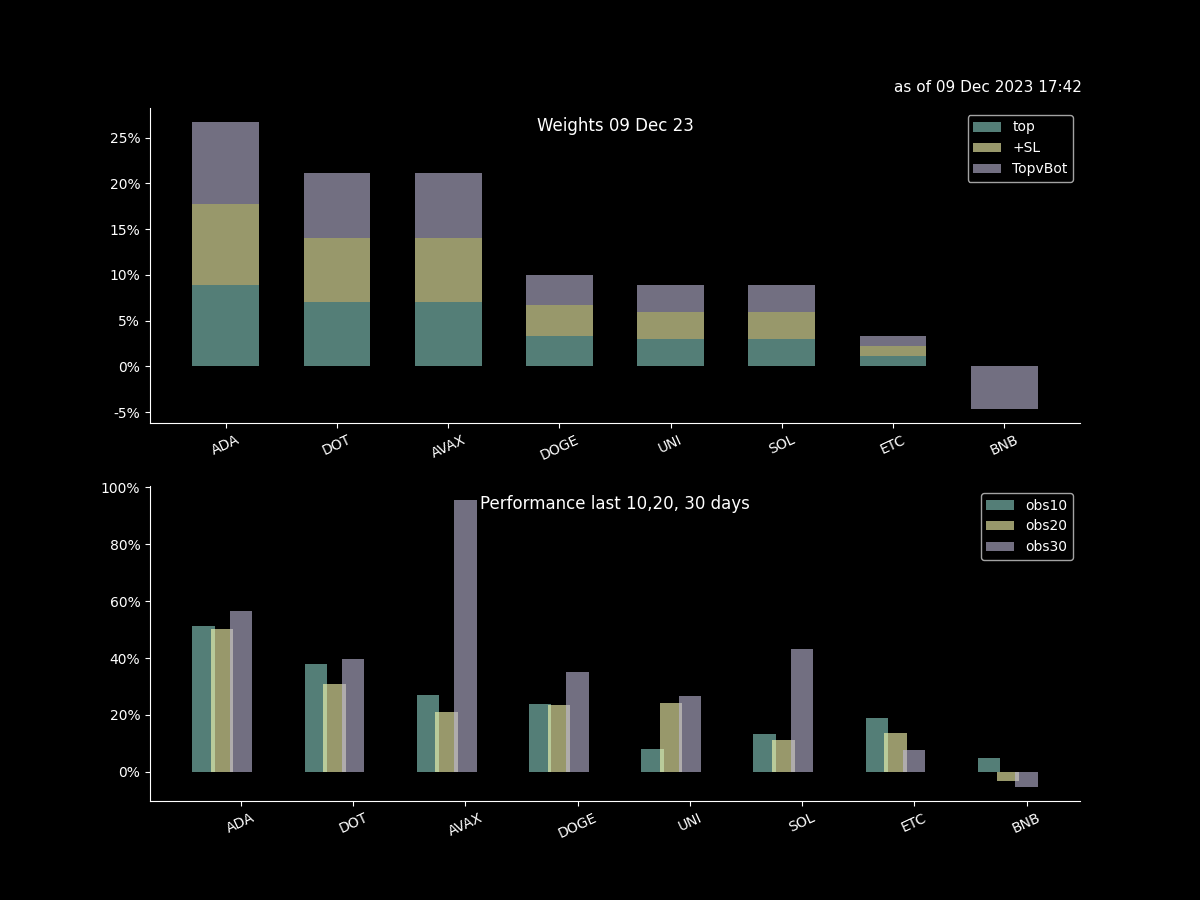 as of 09 Dec 2023 17:42
Weights 09 Dec 23
top
+SL
TopvBot
25%
20%
15%
10%
5%
0%
-5%
ADA DOT AVAX DOGE UNI SOL ETC BNB
Performance last 10,20, 30 days
obs10
obs20
obs30
100%
80%
60%
40%
20%
0%
ADA DOT AVAX DOGE UNI SOL ETC BNB